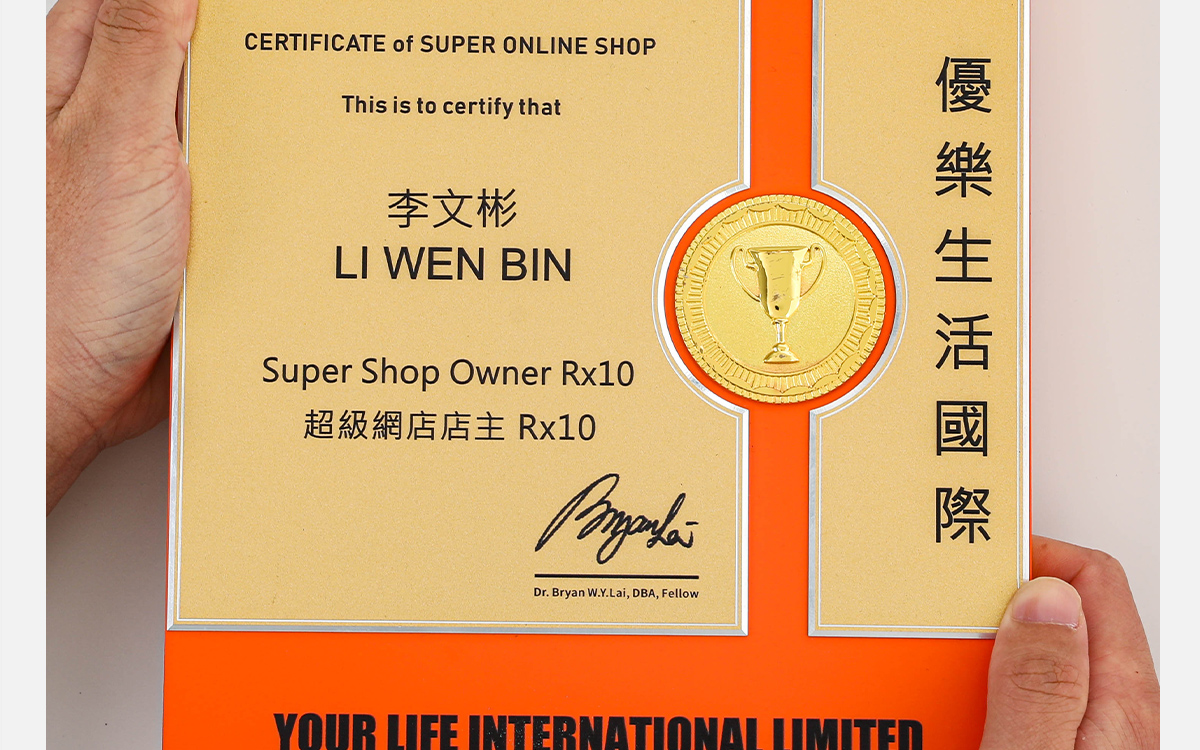 CERTIFICATE of SUPER ONLINE SHOP
This is to certify that
李文彬
LI WEN BIN
Super Shop Owner Rx10
超級網店店主 Rx10
Bryan Lai
Dr. Bryan W.Y.Lai, DBA, Fellow
優樂生活國際
YOUR LIFE INTERNATIONAL LIMITED